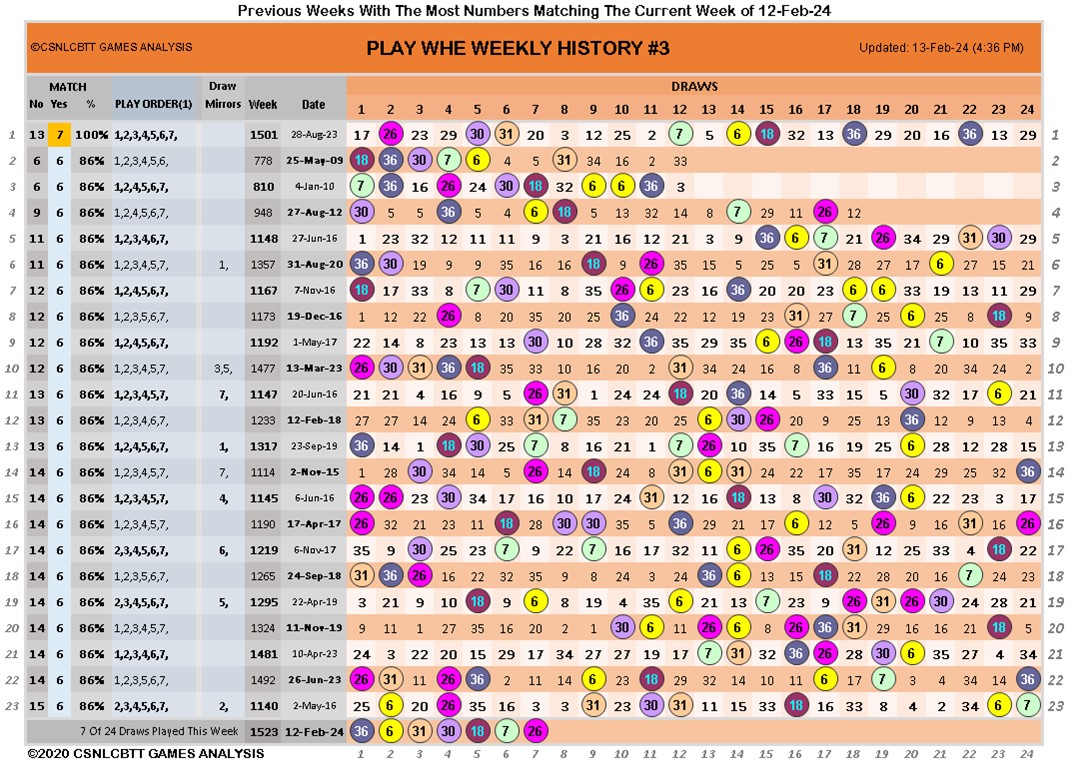 Previous Weeks With The Most Numbers Matching The Current Week of 12-Feb-24
©CSNLCBTT GAMES ANALYSIS PLAY WHE WEEKLY HISTORY #3 Updated: 13-Feb-24 (4:36 PM)
MATCH Draw DRAWS
No Yes % PLAY ORDER(1) Mirrors Week Date 1 2 3 4 5 6 7 8 9 10 11 12 13 14 15 16 17 18 19 20 21 22 23 24
1 13 7 100% 1,2,3,4,5,6,7, 1501 28-Aug-23 17 26 23 29 30 31 20 3 12 25 2 7 5 6 18 32 13 36 29 20 16 36 13 29 1
2 6 6 86% 1,2,3,4,5,6, 778 25-May-09 18 36 30 7 6 4 5 31 34 16 2 33 2
3 6 6 86% 1,2,4,5,6,7, 810 4-Jan-10 7 36 16 26 24 30 18 32 6 6 36 3 3
4 9 6 86% 1,2,4,5,6,7, 948 27-Aug-12 30 5 5 36 5 4 6 18 5 13 32 14 8 7 29 11 26 12 4
5 11 6 86% 1,2,3,4,6,7, 1148 27-Jun-16 1 23 32 12 11 11 9 3 21 16 12 21 3 9 36 6 7 21 26 34 29 31 30 29 5
6 11 6 86% 1,2,3,4,5,7, 1, 1357 31-Aug-20 36 30 19 9 9 35 16 16 18 9 26 35 15 5 25 5 31 28 27 17 6 21 27 15 6
7 12 6 86% 1,2,4,5,6,7, 1167 7-Nov-16 18 17 33 8 7 30 11 8 35 26 6 23 14 36 20 20 23 6 6 33 19 13 11 29 7
8 12 6 86% 1,2,3,5,6,7, 1173 19-Dec-16 1 12 22 26 8 20 35 20 25 36 24 22 12 19 23 31 27 7 25 6 25 8 18 9 8
9 12 6 86% 1,2,4,5,6,7, 1192 1-May-17 22 14 8 23 13 13 30 10 28 32 36 35 29 35 6 26 18 13 35 21 7 10 35 33 9
10 12 6 86% 1,2,3,4,5,7, 3,5, 1477 13-Mar-23 26 30 31 36 18 35 33 10 16 20 2 31 34 20 16 8 36 10 6 20 34 24 2 8 10
11 13 6 86% 1,2,3,4,5,7, 7, 1147 20-Jun-16 21 21 4 16 9 5 26 31 1 24 24 18 20 36 14 5 33 15 5 30 32 17 6 21 11
12 13 6 86% 1,2,3,4,6,7, 1233 12-Feb-18 27 27 14 24 6 33 31 7 35 23 20 25 6 30 26 20 25 13 26 36 12 9 13 4 12
13 13 6 86% 1,2,4,5,6,7, 1, 1317 23-Sep-19 36 14 1 18 30 25 7 8 16 21 1 7 26 10 35 7 16 19 25 6 28 12 28 15 13
14 14 6 86% 1,2,3,4,5,7, 7, 1114 2-Nov-15 1 28 30 34 14 5 26 14 18 24 8 31 6 31 24 22 17 35 17 14 29 25 32 36 14
15 14 6 86% 1,2,3,4,5,7, 4, 1145 6-Jun-16 26 26 23 30 34 17 16 10 17 24 31 12 16 18 13 8 30 32 36 6 22 23 3 17 15
16 14 6 86% 1,2,3,4,5,7, 1190 17-Apr-17 26 32 21 23 11 18 28 30 30 35 5 36 29 21 17 6 12 5 26 9 22 31 16 26 16
17 14 6 86% 2,3,4,5,6,7, 6, 1219 6-Nov-17 35 9 30 25 23 7 9 22 7 16 17 32 11 6 26 35 20 31 12 25 33 4 18 22 17
18 14 6 86% 1,2,3,5,6,7, 1265 24-Sep-18 31 36 26 16 22 32 35 9 8 24 3 24 36 6 13 15 18 22 28 20 16 7 24 23 18
19 14 6 86% 2,3,4,5,6,7, 5, 1295 22-Apr-19 3 21 9 10 18 9 6 8 19 4 35 6 21 13 7 23 9 26 31 26 30 24 28 21 19
20 14 6 86% 1,2,3,4,5,7, 1324 11-Nov-19 9 11 1 27 35 16 20 2 1 30 6 11 26 6 8 26 36 31 29 16 16 21 18 5 20
21 14 6 86% 1,2,3,4,6,7, 1481 10-Apr-23 24 3 22 16 15 29 17 34 27 27 19 17 7 31 32 36 26 28 30 6 35 27 4 34 21
22 14 6 86% 1,2,3,5,6,7, 1492 26-Jun-23 26 31 11 26 36 2 9 14 6 23 18 29 32 14 10 11 6 17 7 3 4 34 14 36 22
23 15 6 86% 2,3,4,5,6,7, 2, 1140 2-May-16 25 6 20 26 35 16 3 3 31 23 30 31 11 15 33 18 16 33 8 4 2 34 6 7 23
7 Of 24 Draws Played This Week 1523 12-Feb-24 36 6 31 30 18 7 26
©2020 CSNLCBTT GAMES ANALYSIS 1 2 3 4 5 6 7 8 9 10 11 12 13 14 15 16 17 18 19 20 21 22 23 24